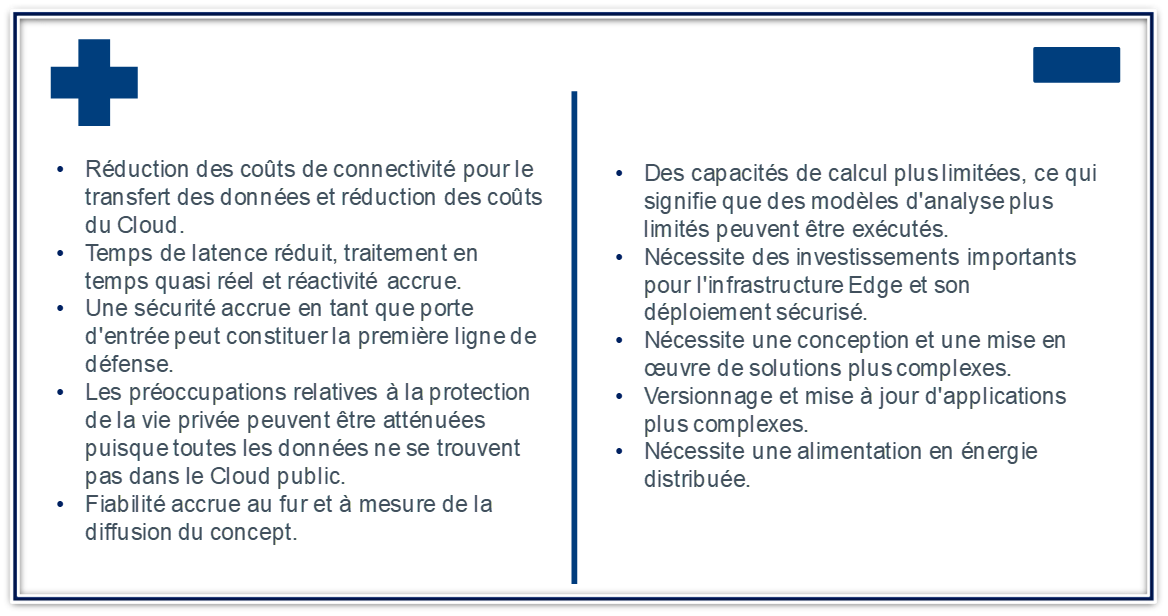 • Réduction des coûts de connectivité pour le
transfert des données et réduction des coûts
du Cloud.
• Temps de latence réduit, traitement en
temps quasi réel et réactivité accrue.
• Une sécurité accrue en tant que porte
d'entrée peut constituer la première ligne de
défense.
• Les préoccupations relatives à la protection
de la vie privée peuvent être atténuées
puisque toutes les données ne se trouvent
pas dans le Cloud public.
• Fiabilité accrue au fur et à mesure de la
diffusion du concept.
• Des capacités de calcul plus limitées, ce qui
signifie que des modèles d'analyse plus
limités peuvent être exécutés.
• Nécessite des investissements importants
pour l'infrastructure Edge et son
déploiement sécurisé.
• Nécessite une conception et une mise en
œuvre de solutions plus complexes.
• Versionnage et mise à jour d'applications
plus complexes.
• Nécessite une alimentation en énergie
distribuée.